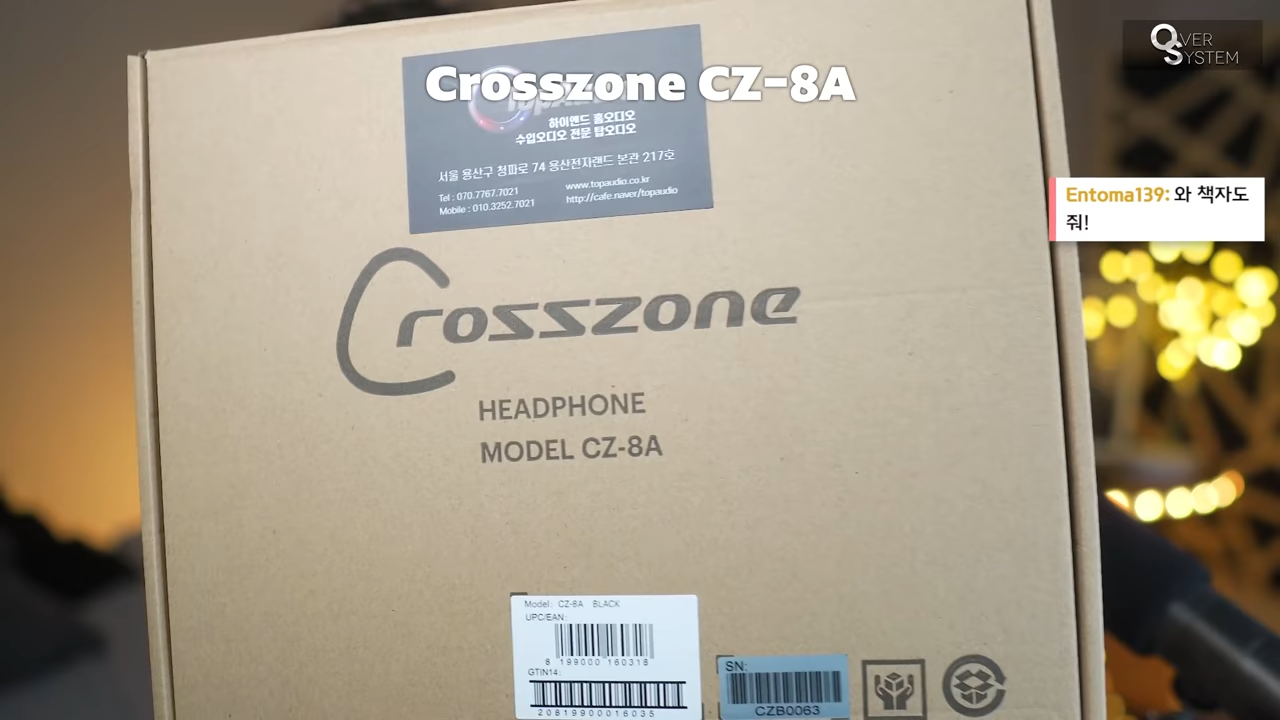 OVER
SYSTEM
Crosszone CZ-8A
하이엔드 홈오디오
수입오디오 전문 탑오디오
서울 용산구 청파로 74 용산전자랜드 본관 217호
Tel : 070.7767.7021
www.topaudio.co.kr
Mobile : 010.3252.7021
http://cafe.naver/topaudio
Entoma139: 와 책자도
줘!
Crosszone
HEADPHONE
MODEL CZ-8A
Model: CZ-8A BLACK
UPC/EAN:
8 199000 160318
GTIN14:
20819900016035
SN:
CZB0063